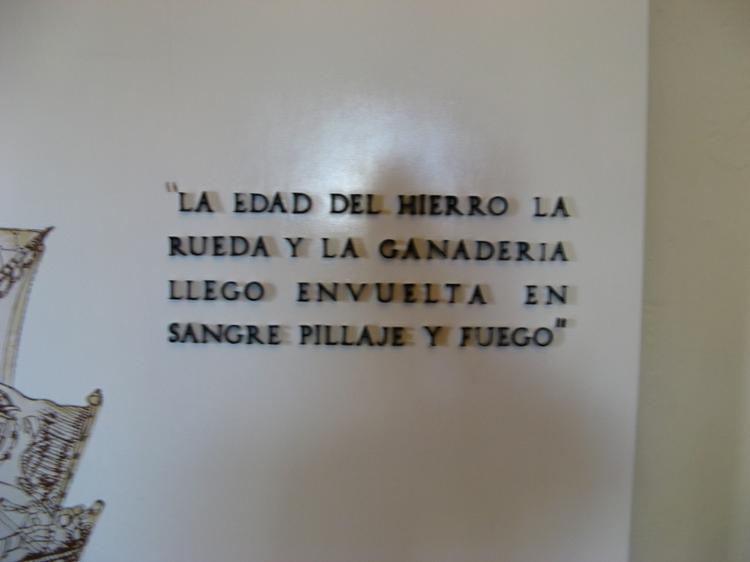 "LA EDAD DEL HIERRO LA
RUEDA Y LA GANADERIA
LLEGO ENVUELTA EN
SANGRE PILLAJE Y FUEGO"